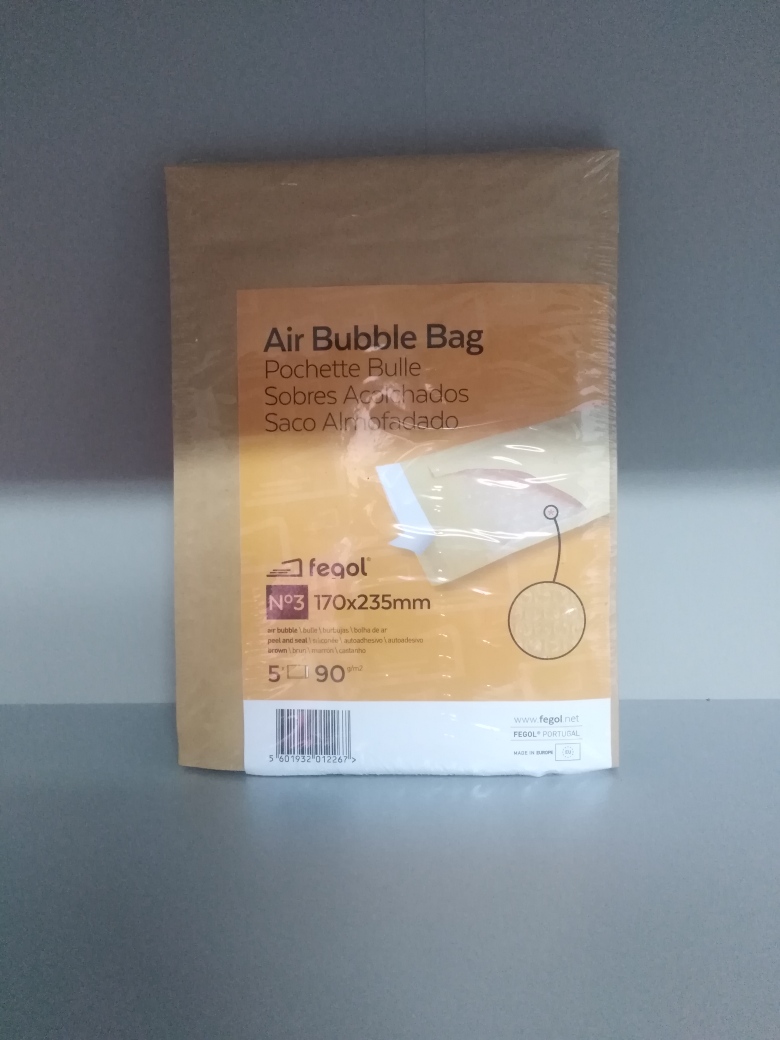 Air Bubble Bag
Pochette Bulle
Sobres Acolchados
Saco Almofadado
fegol®
Nº3 170x235mm
air bubble \ bulle \ burbujas \ bolha de ar
peel and seal \ \ autoadhesivo \ autoadesivo
brun \ marrón \ castanho
5 90 g/m2
www.fegol.net
FEGOL® PORTUGAL
MADE IN EUROPE
5 601932 012267 >